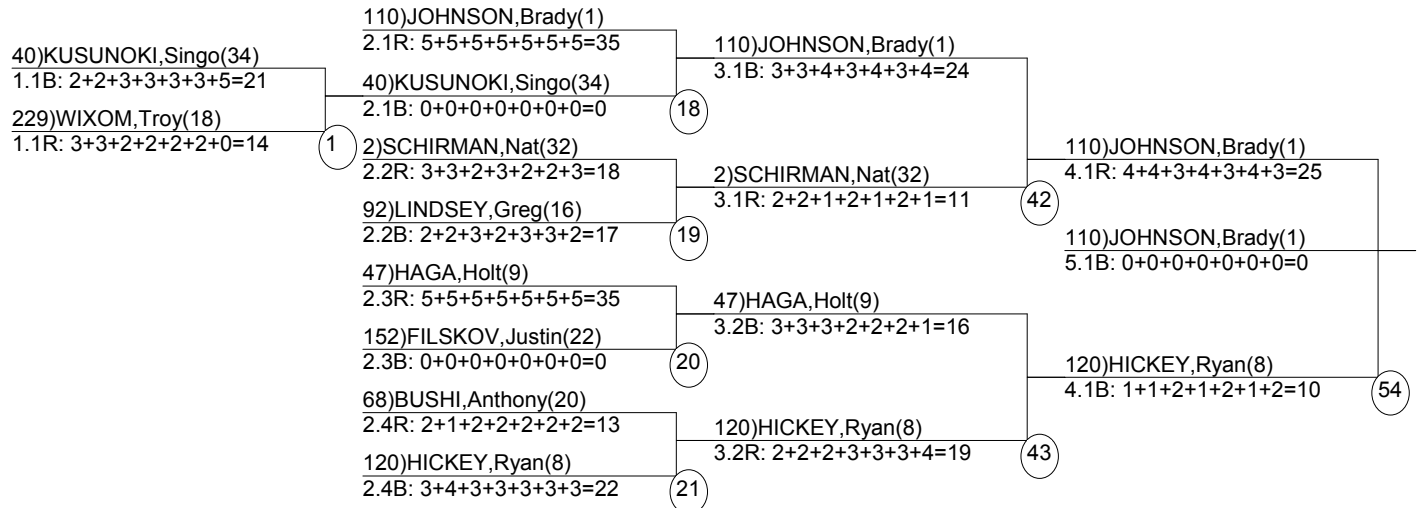 40)KUSUNOKI,Singo(34)
1.1B: 2+2+3+3+3+3+5=21
229)WIXOM,Troy(18)
1.1R: 3+3+2+2+2+2+0=14
1
110)JOHNSON,Brady(1)
2.1R: 5+5+5+5+5+5+5=35
40)KUSUNOKI,Singo(34)
2.1B: 0+0+0+0+0+0+0=0
18
2)SCHIRMAN,Nat(32)
2.2R: 3+3+2+3+2+2+3=18
92)LINDSEY,Greg(16)
2.2B: 2+2+3+2+3+3+2=17
19
47)HAGA,Holt(9)
2.3R: 5+5+5+5+5+5+5=35
152)FILSKOV,Justin(22)
2.3B: 0+0+0+0+0+0+0=0
20
68)BUSHI,Anthony(20)
2.4R: 2+1+2+2+2+2+2=13
120)HICKEY,Ryan(8)
2.4B: 3+4+3+3+3+3+3=22
21
110)JOHNSON,Brady(1)
3.1B: 3+3+4+3+4+3+4=24
2)SCHIRMAN,Nat(32)
3.1R: 2+2+1+2+1+2+1=11
42
47)HAGA,Holt(9)
3.2B: 3+3+3+2+2+2+1=16
120)HICKEY,Ryan(8)
3.2R: 2+2+2+3+3+3+4=19
43
110)JOHNSON,Brady(1)
4.1R: 4+4+3+4+3+4+3=25
110)JOHNSON,Brady(1)
5.1B: 0+0+0+0+0+0+0=0
120)HICKEY,Ryan(8)
4.1B: 1+1+2+1+2+1+2=10
54